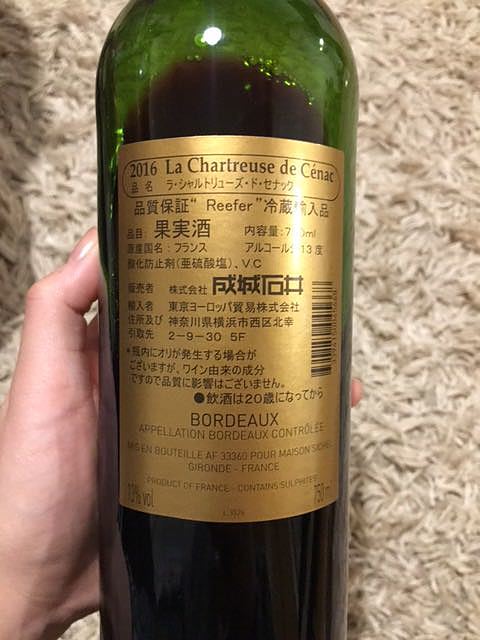 2016 La Chartreuse de Cénac
品 名 ラ・シャルトリューズ・ド・セナック
品質保証“ Reefer ”冷蔵輸入品
品目: 果実酒 内容量: 750ml
原産国名: フランス アルコール分13度
酸化防止剤(亜硫酸塩)、V.C
販売者 株式会社 成城石井
輸入者 東京ヨーロッパ貿易株式会社
住所及び 神奈川県横浜市西区北幸
引取先 2-9-30 5F
*瓶内にオリが発生する場合が
ございますが、ワイン由来の成分
ですので品質に影響はございません。
●飲酒は20歳になってから
BORDEAUX
APPELLATION BORDEAUX CONTRÔLÉE
MIS EN BOUTEILLE AF 33360 POUR MAISON SICHEL
GIRONDE - FRANCE
PRODUCT OF FRANCE - CONTAINS SULPHITES
13% vol 750 ml